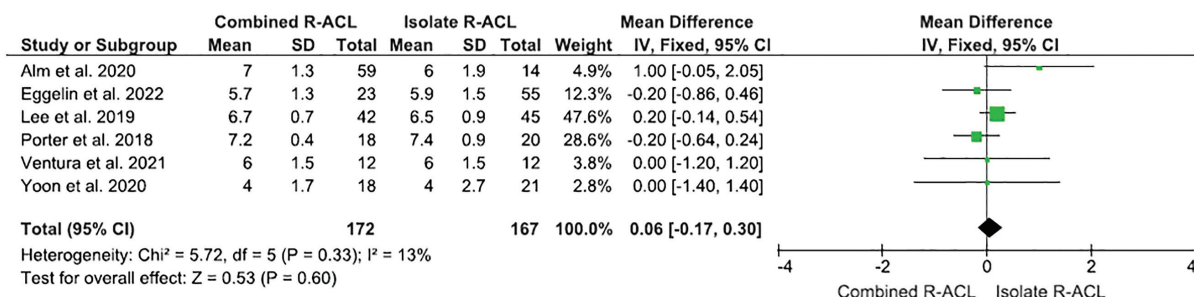 Combined R-ACL Isolate R-ACL Mean Difference Mean Difference
Study or Subgroup Mean SD Total Mean SD Total Weight IV, Fixed, 95% CI IV, Fixed, 95% CI
Alm et al. 2020 7 1.3 59 6 1.9 14 4.9% 1.00 [-0.05, 2.05]
Eggelin et al. 2022 5.7 1.3 23 5.9 1.5 55 12.3% -0.20 [-0.86, 0.46]
Lee et al. 2019 6.7 0.7 42 6.5 0.9 45 47.6% 0.20 [-0.14, 0.54]
Porter et al. 2018 7.2 0.4 18 7.4 0.9 20 28.6% -0.20 [-0.64, 0.24]
Ventura et al. 2021 6 1.5 12 6 1.5 12 3.8% 0.00 [-1.20, 1.20]
Yoon et al. 2020 4 1.7 18 4 2.7 21 2.8% 0.00 [-1.40, 1.40]
Total (95% CI) 172 167 100.0% 0.06 [-0.17, 0.30]
Heterogeneity: Chi² = 5.72, df = 5 (P = 0.33); I² = 13%
Test for overall effect: Z = 0.53 (P = 0.60)
-4 -2 0 2 4
Combined R-ACL Isolate R-ACL